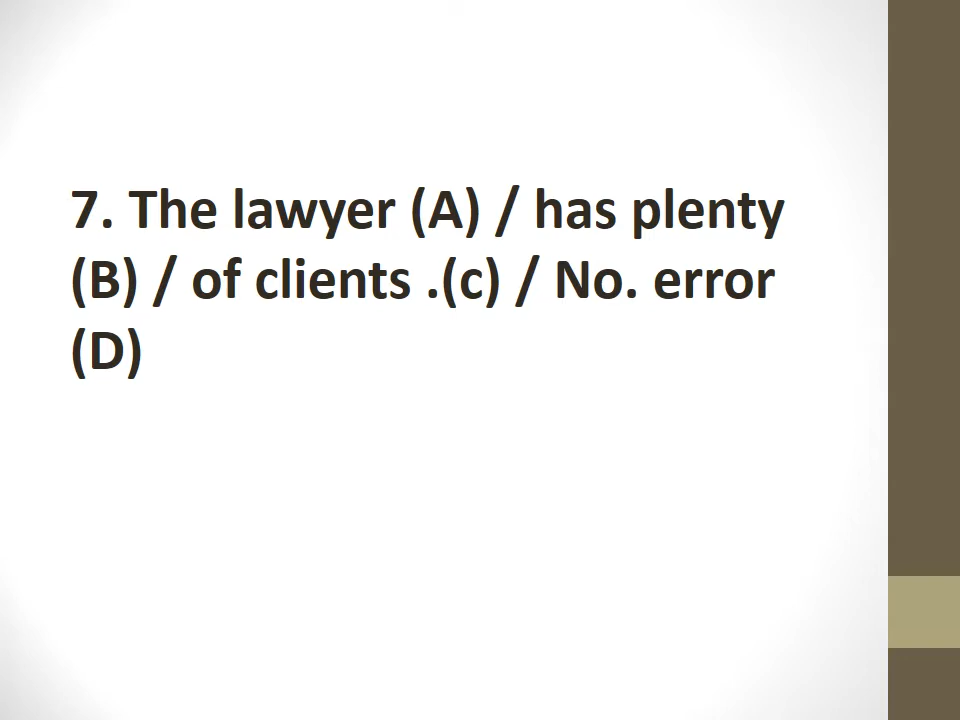 7. The lawyer (A) / has plenty
(B) / of clients .(c) / No. error
(D)